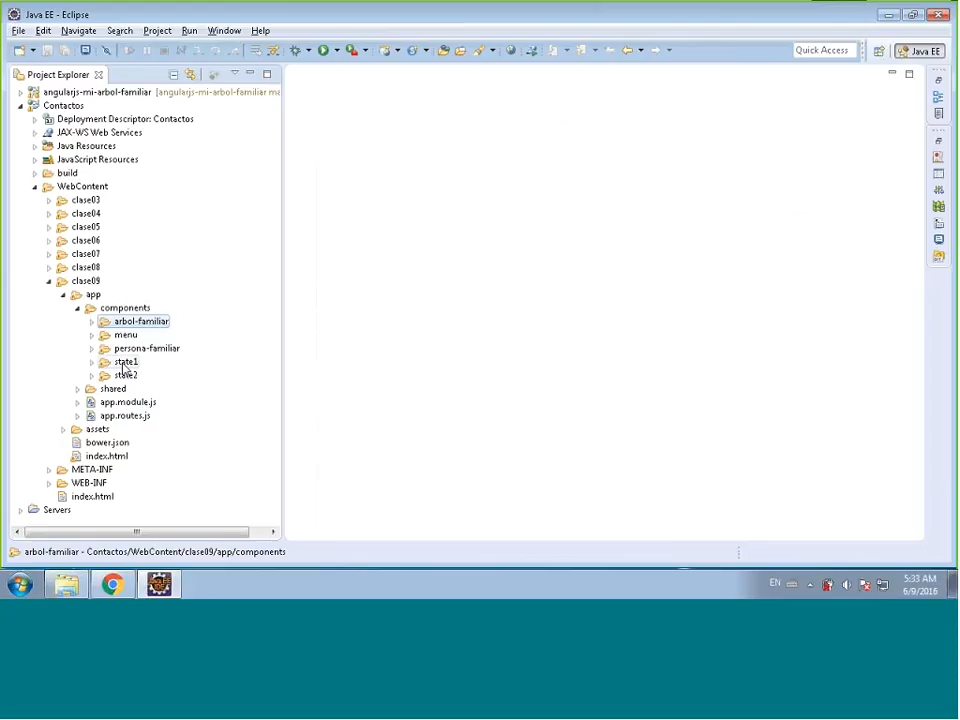 Java EE - Eclipse
File Edit Navigate Search Project Run Window Help
Quick Access
Java EE
Project Explorer
angularjs-mi-arbol-familiar [angularjs-mi-arbol-familiar ma
Contactos
Deployment Descriptor: Contactos
JAX-WS Web Services
Java Resources
JavaScript Resources
build
WebContent
clase03
clase04
clase05
clase06
clase07
clase08
clase09
app
components
arbol-familiar
menu
persona-familiar
state1
state2
shared
app.module.js
app.routes.js
assets
bower.json
index.html
META-INF
WEB-INF
index.html
Servers
arbol-familiar - Contactos/WebContent/clase09/app/components
EN
5:33 AM
6/9/2016